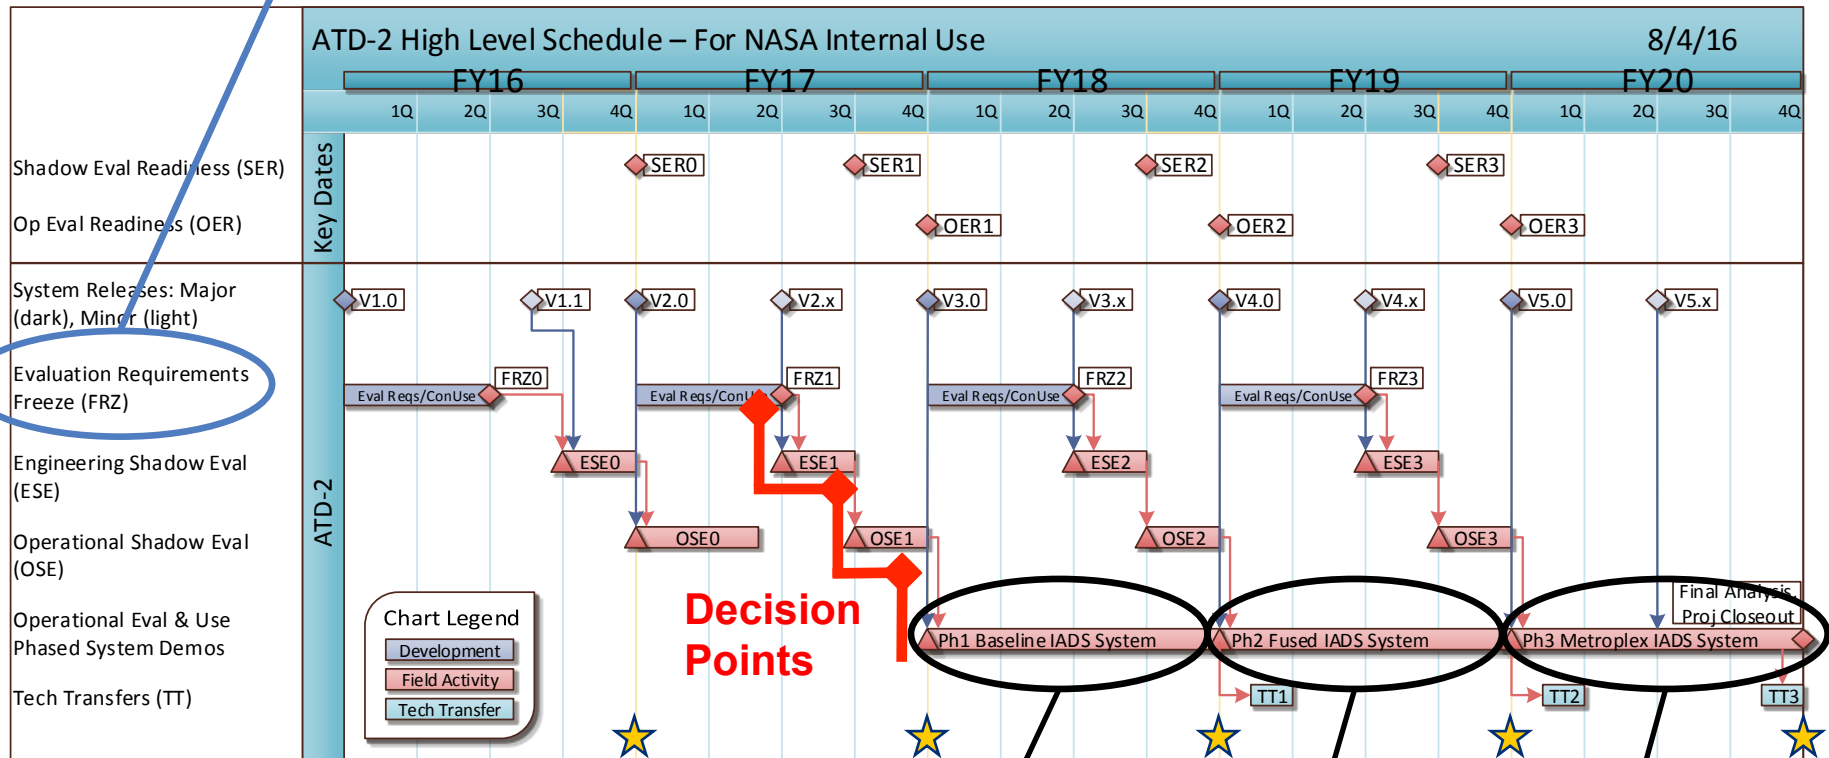 ATD-2 High Level Schedule – For NASA Internal Use
8/4/16
FY16
FY17
FY18
FY19
FY20
1Q 2Q 3Q 4Q 1Q 2Q 3Q 4Q 1Q 2Q 3Q 4Q 1Q 2Q 3Q 4Q 1Q 2Q 3Q 4Q
Key Dates
Shadow Eval Readiness (SER)
SER0
SER1
SER2
SER3
Op Eval Readiness (OER)
OER1
OER2
OER3
ATD-2
System Releases: Major
(dark), Minor (light)
V1.0
V1.1
V2.0
V2.x
V3.0
V3.x
V4.0
V4.x
V5.0
V5.x
Evaluation Requirements
Freeze (FRZ)
Eval Reqs/ConUse
FRZ0
Eval Reqs/ConUse
FRZ1
Eval Reqs/ConUse
FRZ2
Eval Reqs/ConUse
FRZ3
Engineering Shadow Eval
(ESE)
ESE0
ESE1
ESE2
ESE3
Operational Shadow Eval
(OSE)
OSE0
OSE1
OSE2
OSE3
Operational Eval & Use
Phased System Demos
Ph1 Baseline IADS System
Ph2 Fused IADS System
Ph3 Metroplex IADS System
Final Analysis,
Proj Closeout
Tech Transfers (TT)
TT1
TT2
TT3
Decision
Points
Chart Legend
Development
Field Activity
Tech Transfer